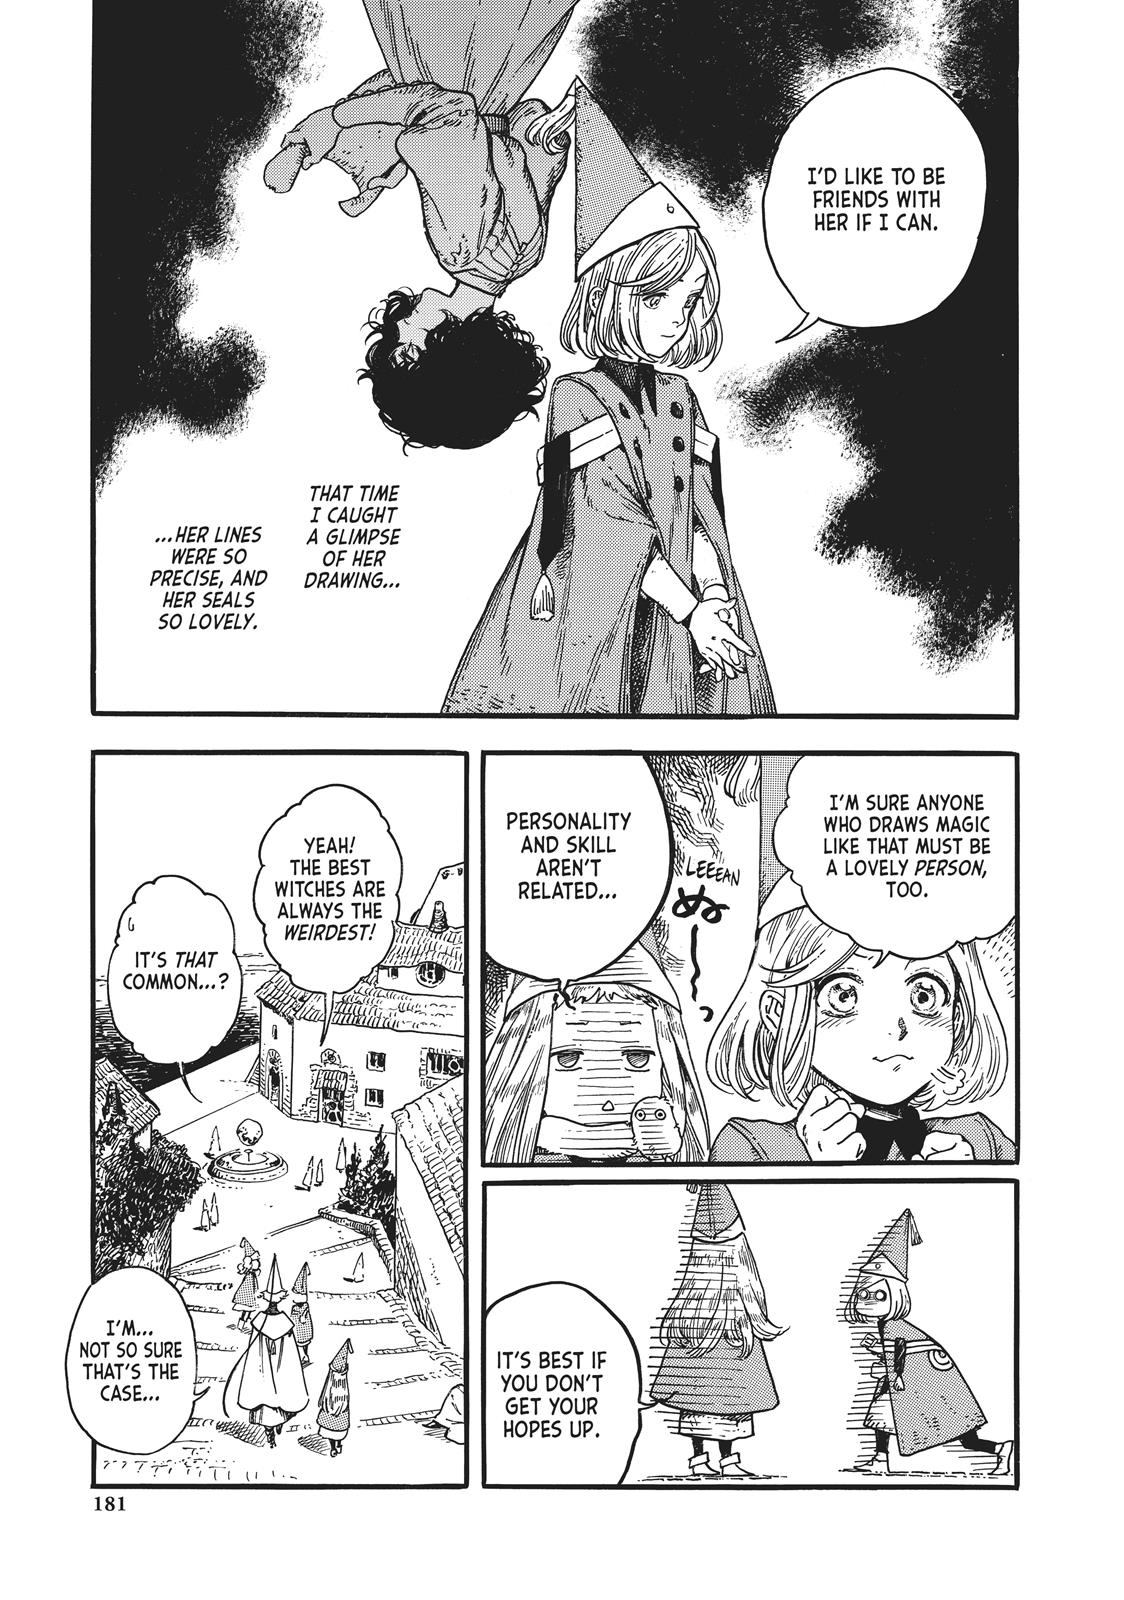 I'D LIKE TO BE
FRIENDS WITH
HER IF I CAN.
THAT TIME
I CAUGHT
A GLIMPSE
OF HER
DRAWING...
...HER LINES
WERE SO
PRECISE, AND
HER SEALS
SO LOVELY.
I'M SURE ANYONE
WHO DRAWS MAGIC
LIKE THAT MUST BE
A LOVELY PERSON,
TOO.
LEEEAN
ぬーっ
PERSONALITY
AND SKILL
AREN'T
RELATED...
IT'S BEST IF
YOU DON'T
GET YOUR
HOPES UP.
YEAH!
THE BEST
WITCHES ARE
ALWAYS THE
WEIRDEST!
IT'S THAT
COMMON...?
I'M...
NOT SO SURE
THAT'S THE
CASE...
181